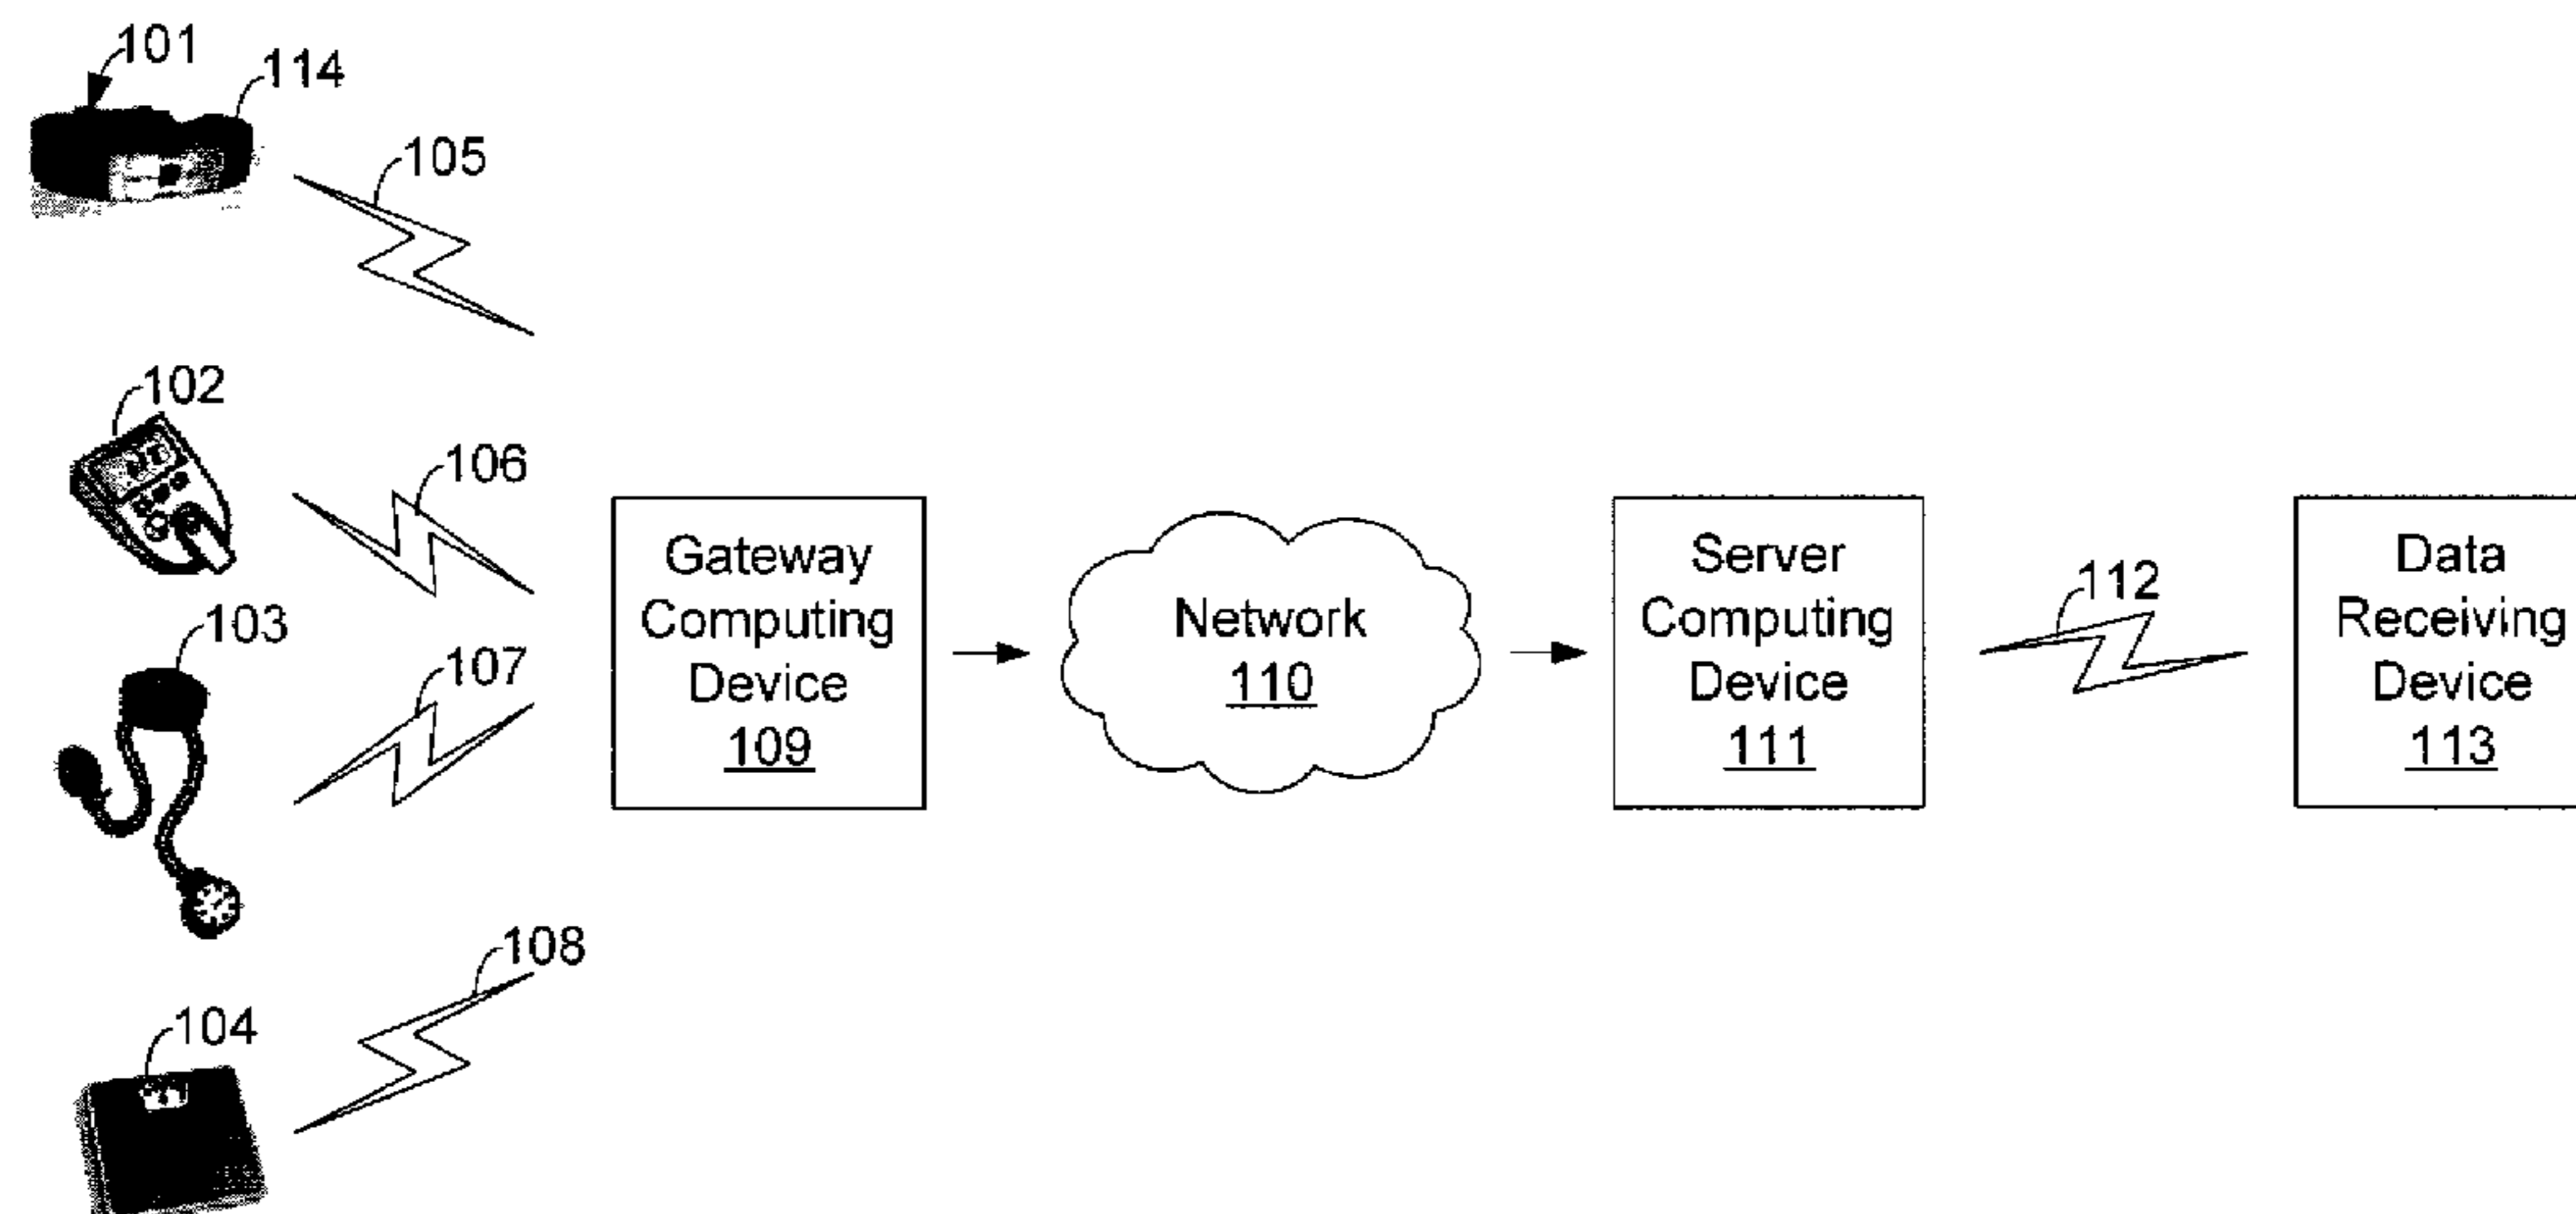 101
114
105
102
106
103
107
108
104
Gateway
Computing
Device
109
Network
110
Server
Computing
Device
111
112
Data
Receiving
Device
113